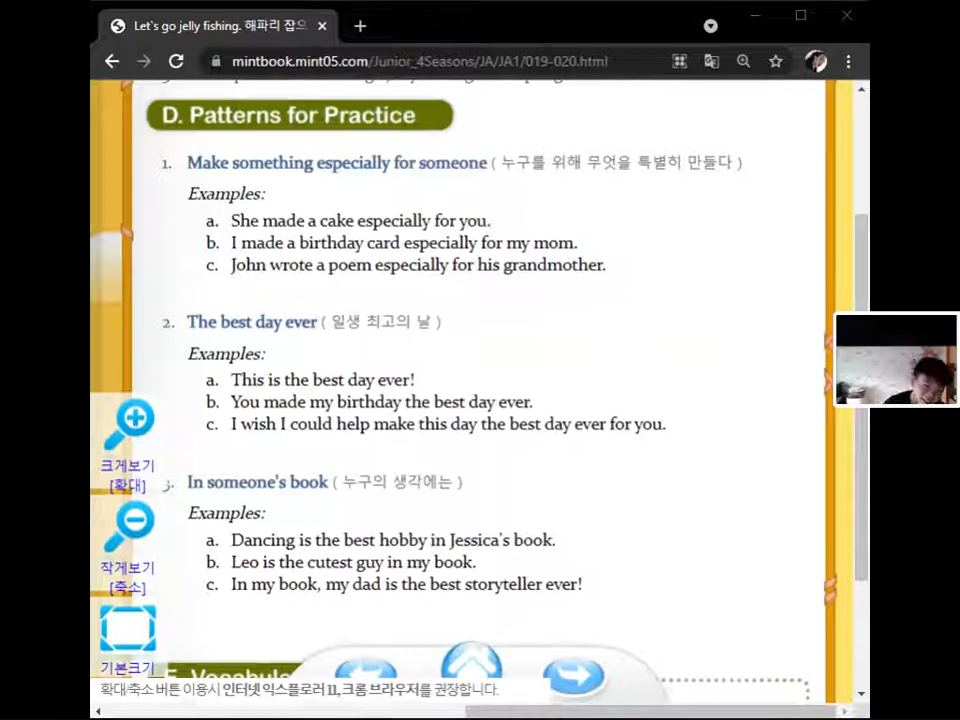 Let's go jelly fishing. 해파리 잡으
mintbook.mint05.com/Junior_4Seasons/JA/JA1/019-020.html
D. Patterns for Practice
1. Make something especially for someone ( 누구를 위해 무엇을 특별히 만들다 )
Examples:
a. She made a cake especially for you.
b. I made a birthday card especially for my mom.
c. John wrote a poem especially for his grandmother.
2. The best day ever ( 일생 최고의 날 )
Examples:
a. This is the best day ever!
b. You made my birthday the best day ever.
c. I wish I could help make this day the best day ever for you.
3. In someone's book ( 누구의 생각에는 )
Examples:
a. Dancing is the best hobby in Jessica's book.
b. Leo is the cutest guy in my book.
c. In my book, my dad is the best storyteller ever!
크게보기
[확대]
작게보기
[축소]
기본크기
E. Vocabul
확대/축소 버튼 이용시 인터넷 익스플로러 11, 크롬 브라우저를 권장합니다.